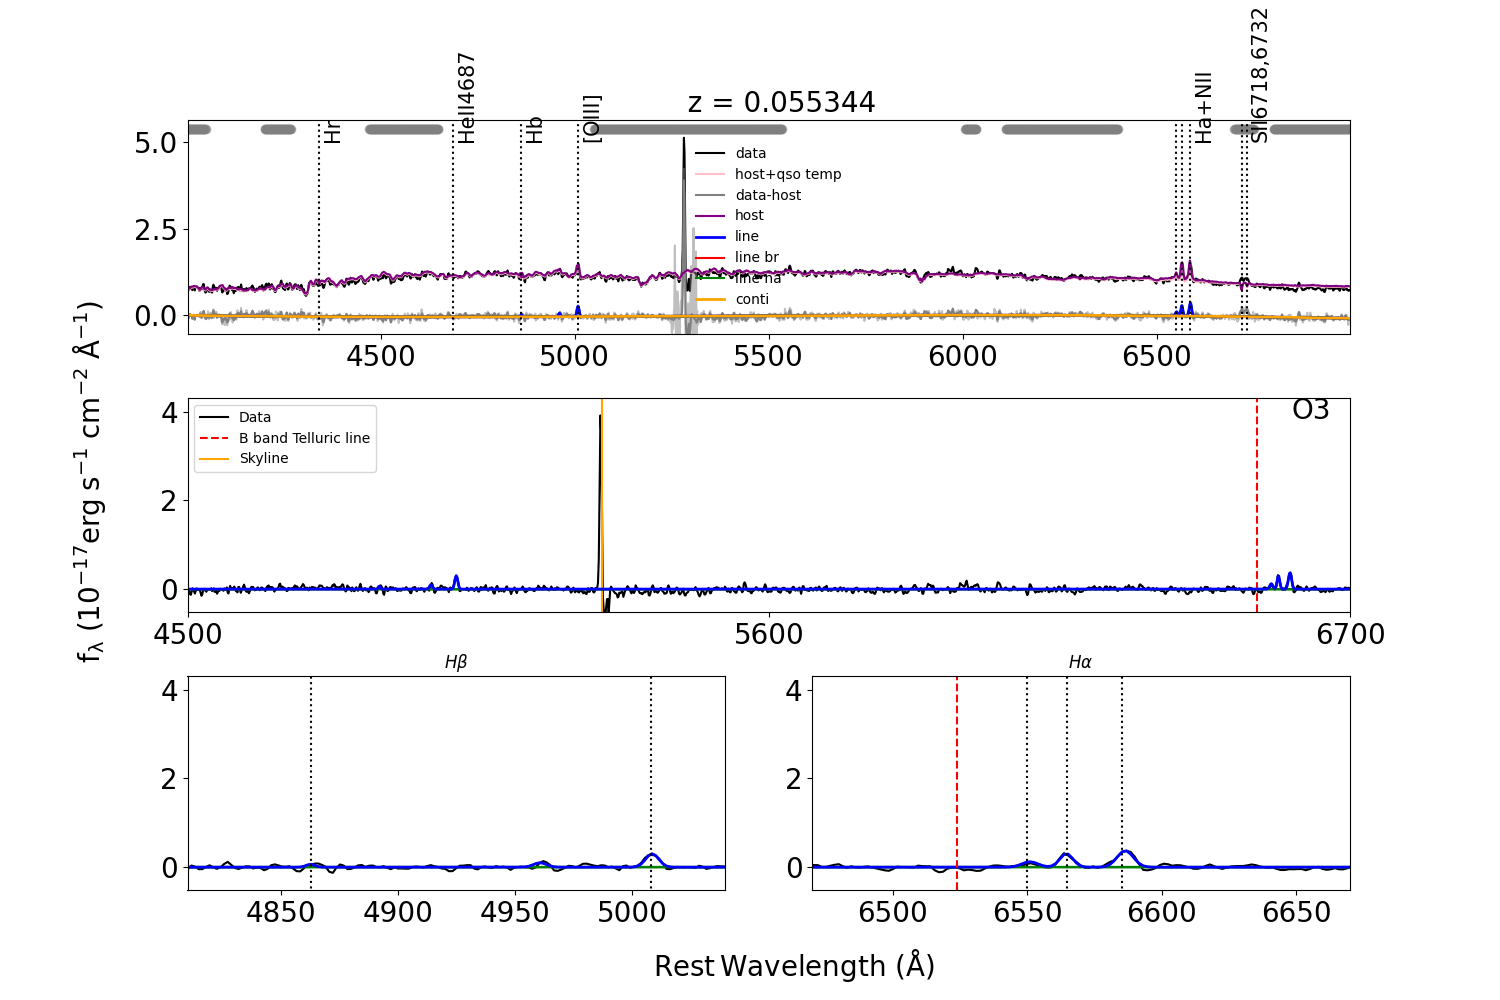 z = 0.055344
Hr
HeII4687
Hb
[OIII]
Ha+NII
SII6718,6732
5.0
2.5
0.0
data
host+qso temp
data-host
host
line
line br
line na
conti
4500 5000 5500 6000 6500
fλ (10−17erg s−1 cm−2 Å−1)
4
2
0
Data
B band Telluric line
Skyline
O3
4500 5600 6700
Hβ
4
2
0
4850 4900 4950 5000
Hα
4
2
0
6500 6550 6600 6650
Rest Wavelength (Å)